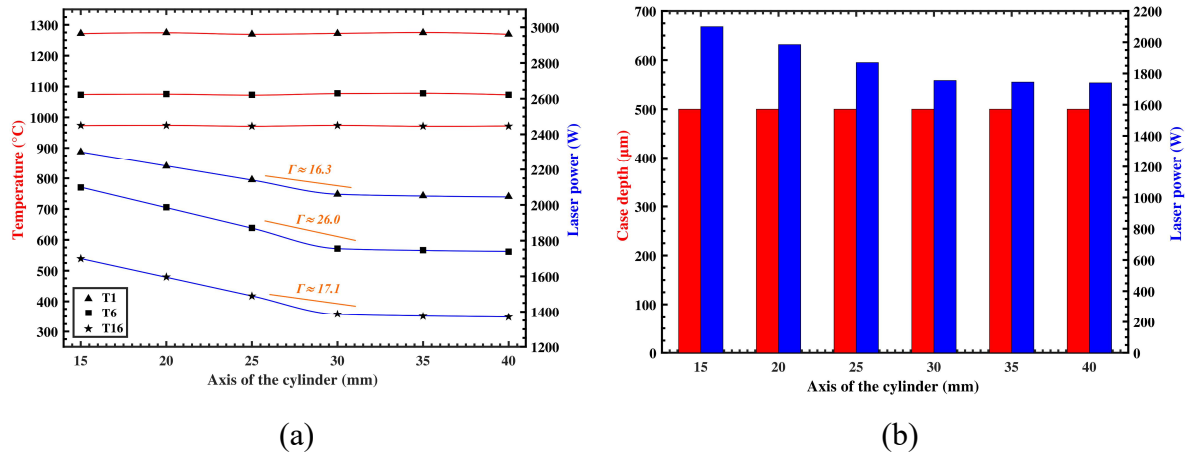 1300
1200
1100
1000
900
800
700
600
500
400
300
Temperature (°C)
3000
2800
2600
2400
2200
2000
1800
1600
1400
1200
Laser power (W)
Γ≈ 16.3
Γ≈ 26.0
Γ≈ 17.1
T1
T6
T16
15 20 25 30 35 40
Axis of the cylinder (mm)
(a)
700
600
500
400
300
200
100
0
Case depth (μm)
2200
2000
1800
1600
1400
1200
1000
800
600
400
200
0
Laser power (W)
15 20 25 30 35 40
Axis of the cylinder (mm)
(b)